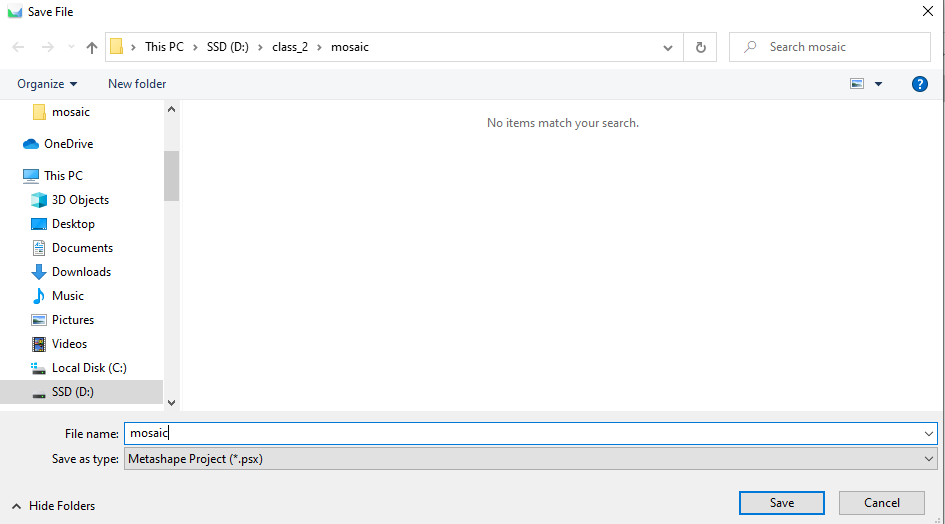 Save File
This PC > SSD (D:) > class_2 > mosaic
Search mosaic
Organize
New folder
?
mosaic
OneDrive
This PC
3D Objects
Desktop
Documents
Downloads
Music
Pictures
Videos
Local Disk (C:)
SSD (D:)
No items match your search.
File name: mosaic
Save as type: Metashape Project (*.psx)
Hide Folders
Save
Cancel